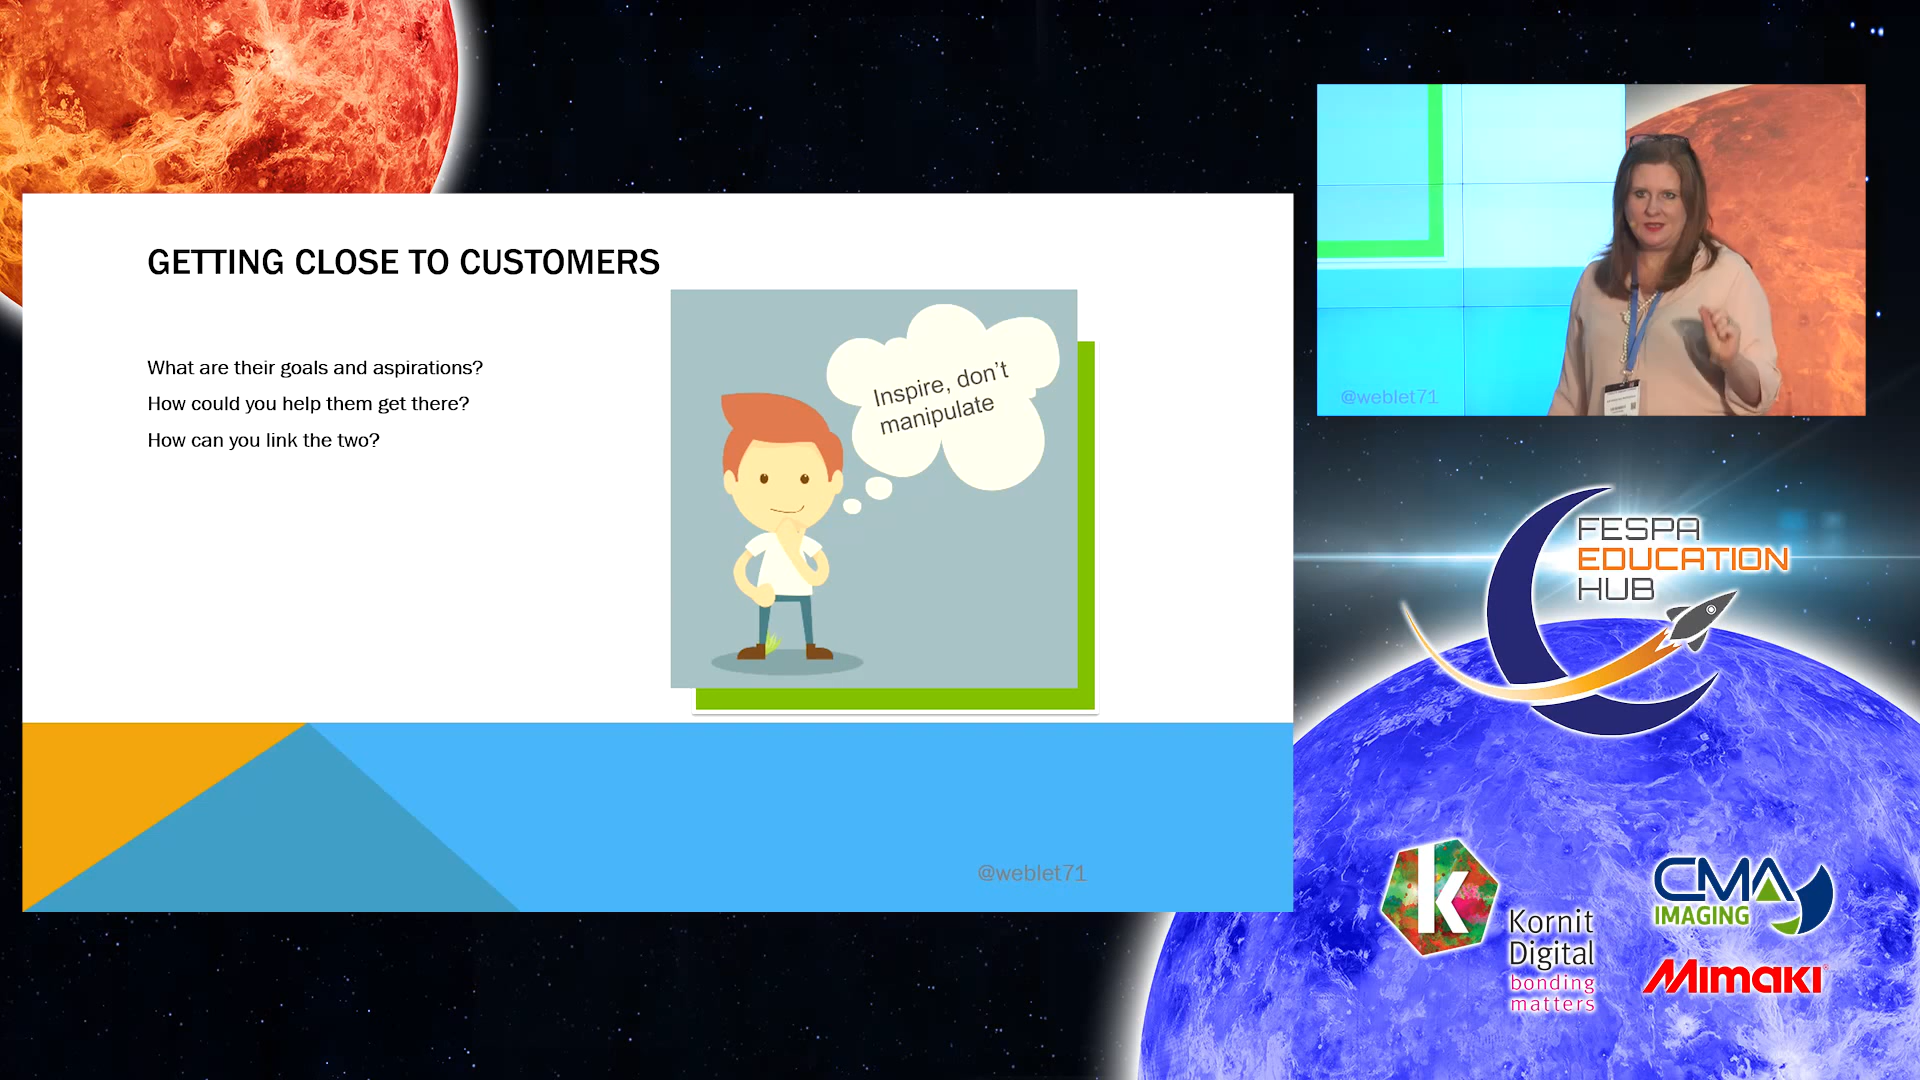 GETTING CLOSE TO CUSTOMERS
What are their goals and aspirations?
How could you help them get there?
How can you link the two?
Inspire, don't
manipulate
@weblet71
@weblet71
FESPA
EDUCATION
HUB
k
Kornit
Digital
bonding
matters
CMA
IMAGING
Mimaki